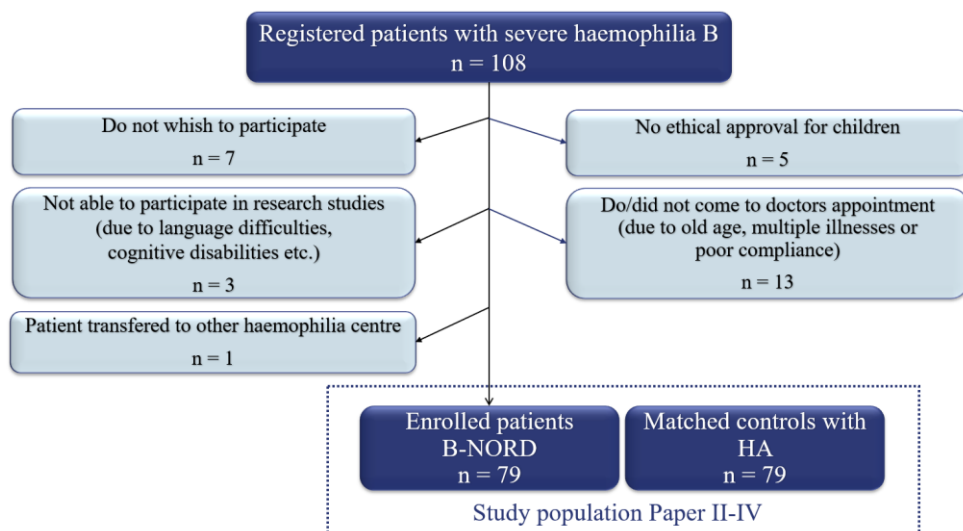 Registered patients with severe haemophilia B
n = 108
Do not whish to participate
n = 7
No ethical approval for children
n = 5
Not able to participate in research studies
(due to language difficulties,
cognitive disabilities etc.)
n = 3
Do/did not come to doctors appointment
(due to old age, multiple illnesses or
poor compliance)
n = 13
Patient transfered to other haemophilia centre
n = 1
Enrolled patients
B-NORD
n = 79
Matched controls with
HA
n = 79
Study population Paper II-IV